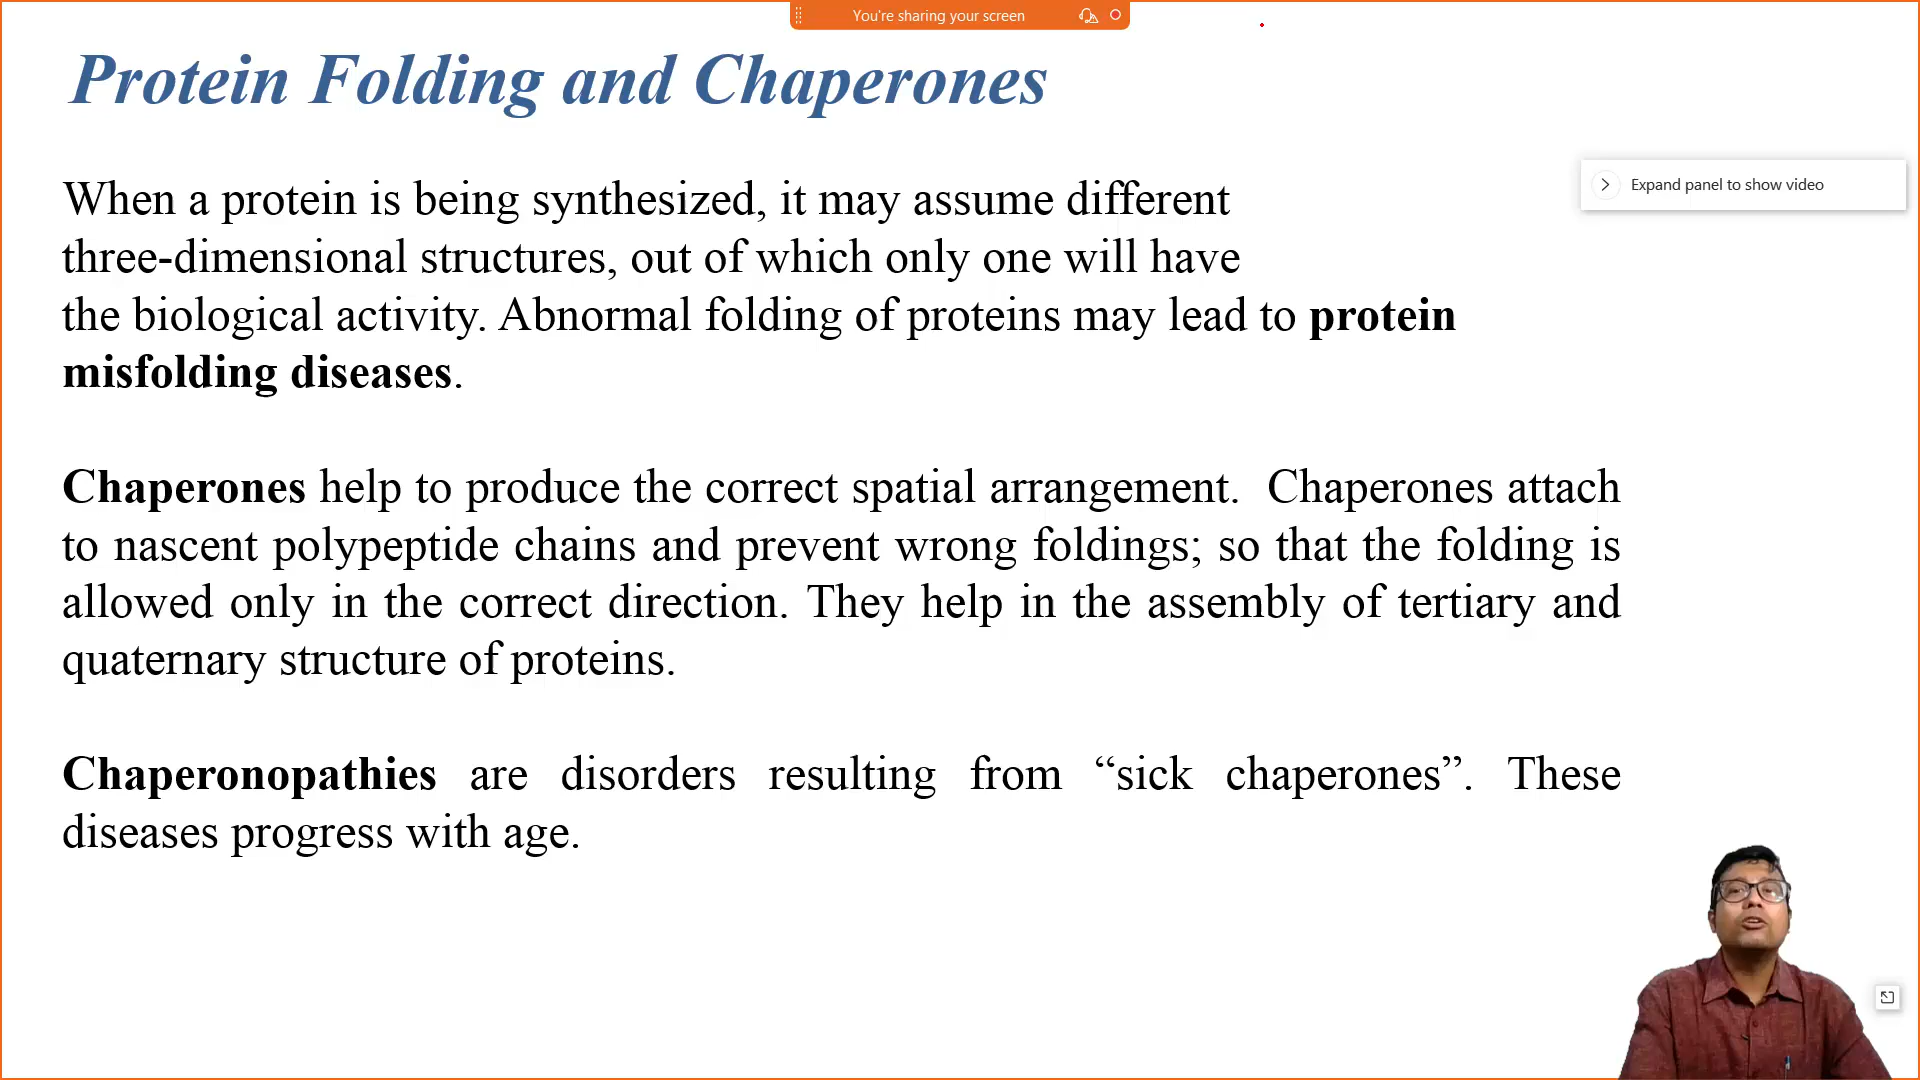 You're sharing your screen
Protein Folding and Chaperones
Expand panel to show video
When a protein is being synthesized, it may assume different
three-dimensional structures, out of which only one will have
the biological activity. Abnormal folding of proteins may lead to protein
misfolding diseases.
Chaperones help to produce the correct spatial arrangement. Chaperones attach
to nascent polypeptide chains and prevent wrong foldings; so that the folding is
allowed only in the correct direction. They help in the assembly of tertiary and
quaternary structure of proteins.
Chaperonopathies are disorders resulting from “sick chaperones”. These
diseases progress with age.